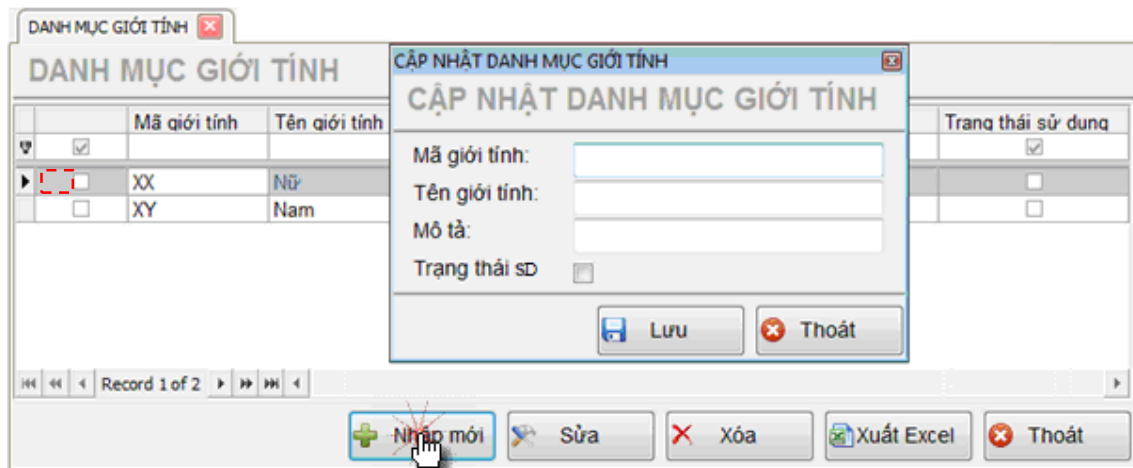 DANH MỤC GIỚI TÍNH
DANH MỤC GIỚI TÍNH
CẬP NHẬT DANH MỤC GIỚI TÍNH
CẬP NHẬT DANH MỤC GIỚI TÍNH
Mã giới tính Tên giới tính Trạng thái sử dụng
XX Nữ
XY Nam
Mã giới tính:
Tên giới tính:
Mô tả:
Trạng thái sD
Lưu Thoát
Record 1 of 2
Nhập mới Sửa Xóa Xuất Excel Thoát